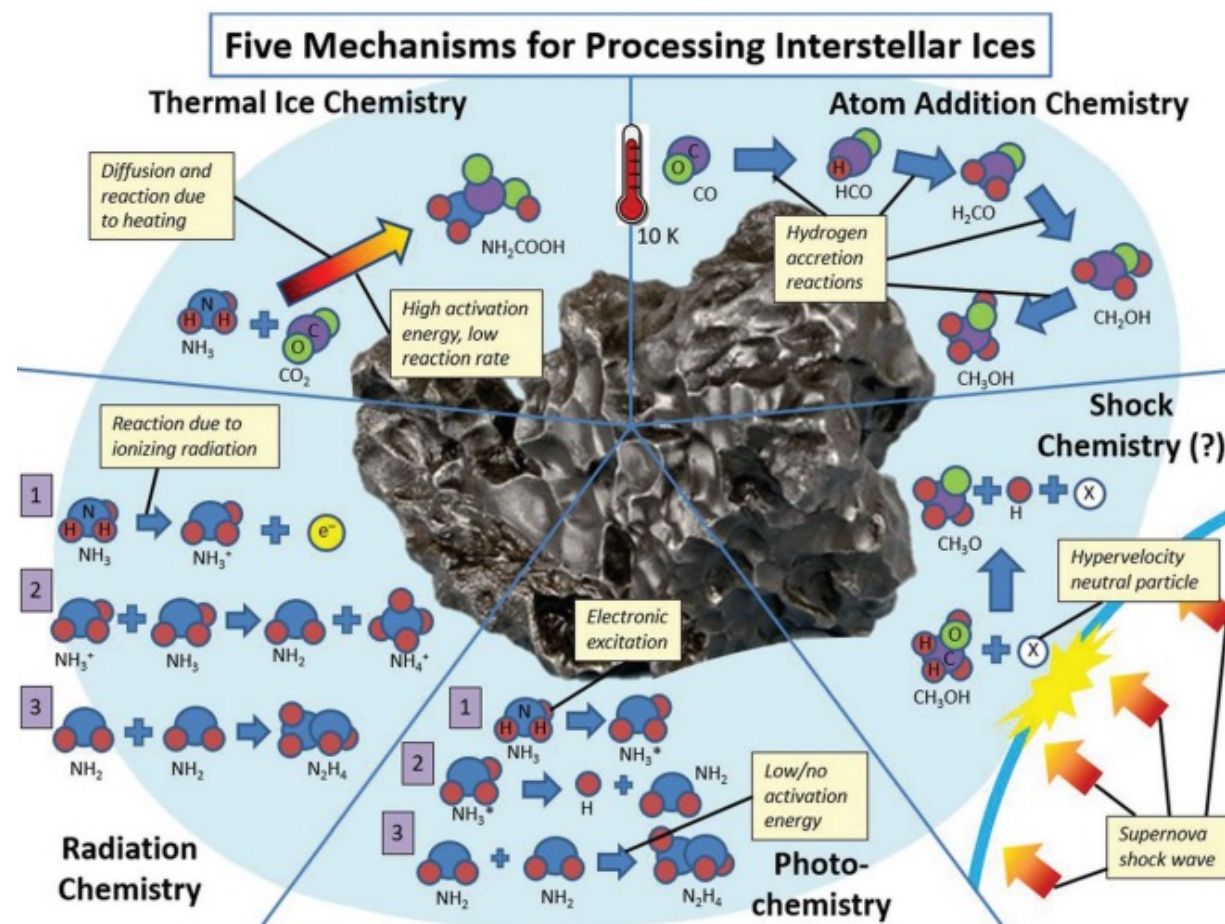 Five Mechanisms for Processing Interstellar Ices
Thermal Ice Chemistry
Diffusion and
reaction due
to heating
NH₂COOH
High activation
energy, low
reaction rate
N
H H
NH₃
C
O
CO₂
10 K
Atom Addition Chemistry
C
O
CO
H
HCO
H₂CO
Hydrogen
accretion
reactions
CH₂OH
CH₃OH
Shock
Chemistry (?)
CH₃O
H
X
Hypervelocity
neutral particle
H O
H C
X
CH₃OH
Supernova
shock wave
Reaction due to
ionizing radiation
1
N
H H
NH₃
NH₃⁺
e⁻
2
NH₃⁺
NH₃
NH₂
NH₄⁺
3
NH₂
NH₂
N₂H₄
Radiation
Chemistry
Electronic
excitation
1
N
H H
NH₃
NH₃*
2
NH₃*
H
NH₂
Low/no
activation
energy
3
NH₂
NH₂
N₂H₄
Photo-
chemistry